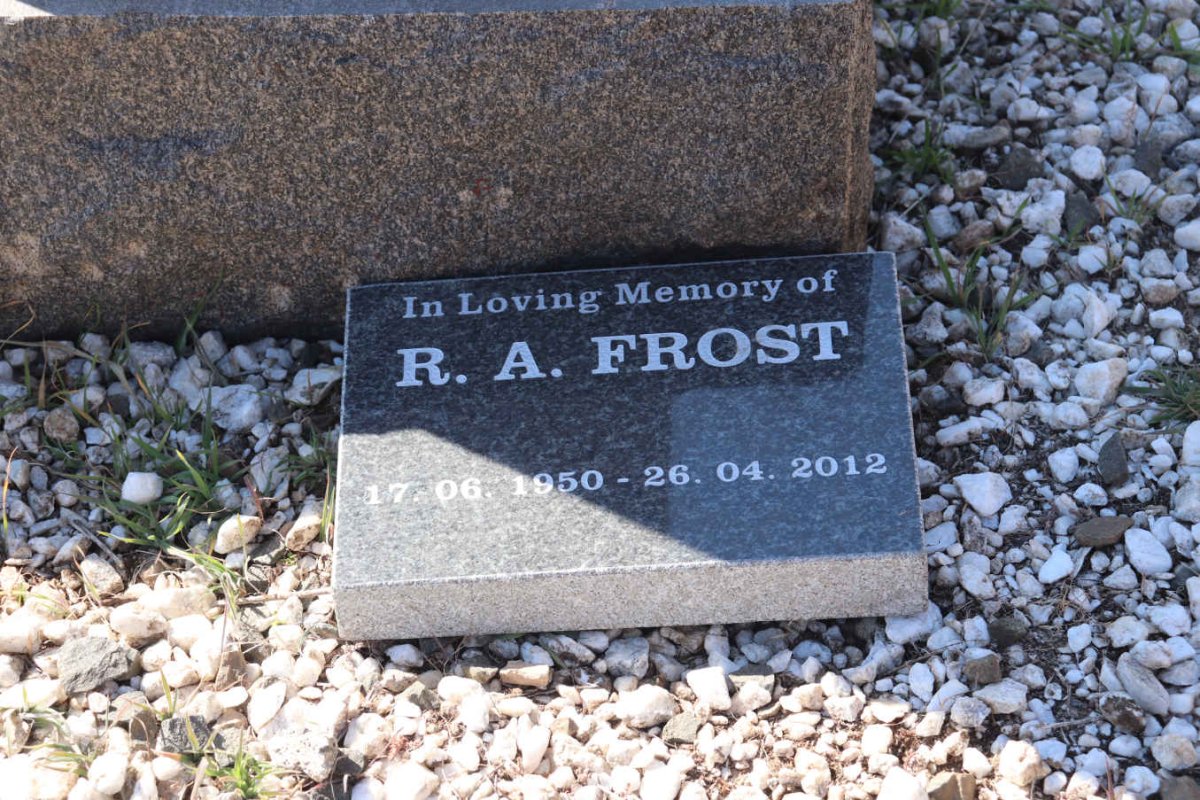 In Loving Memory of
R. A. FROST
17. 06. 1950 - 26. 04. 2012